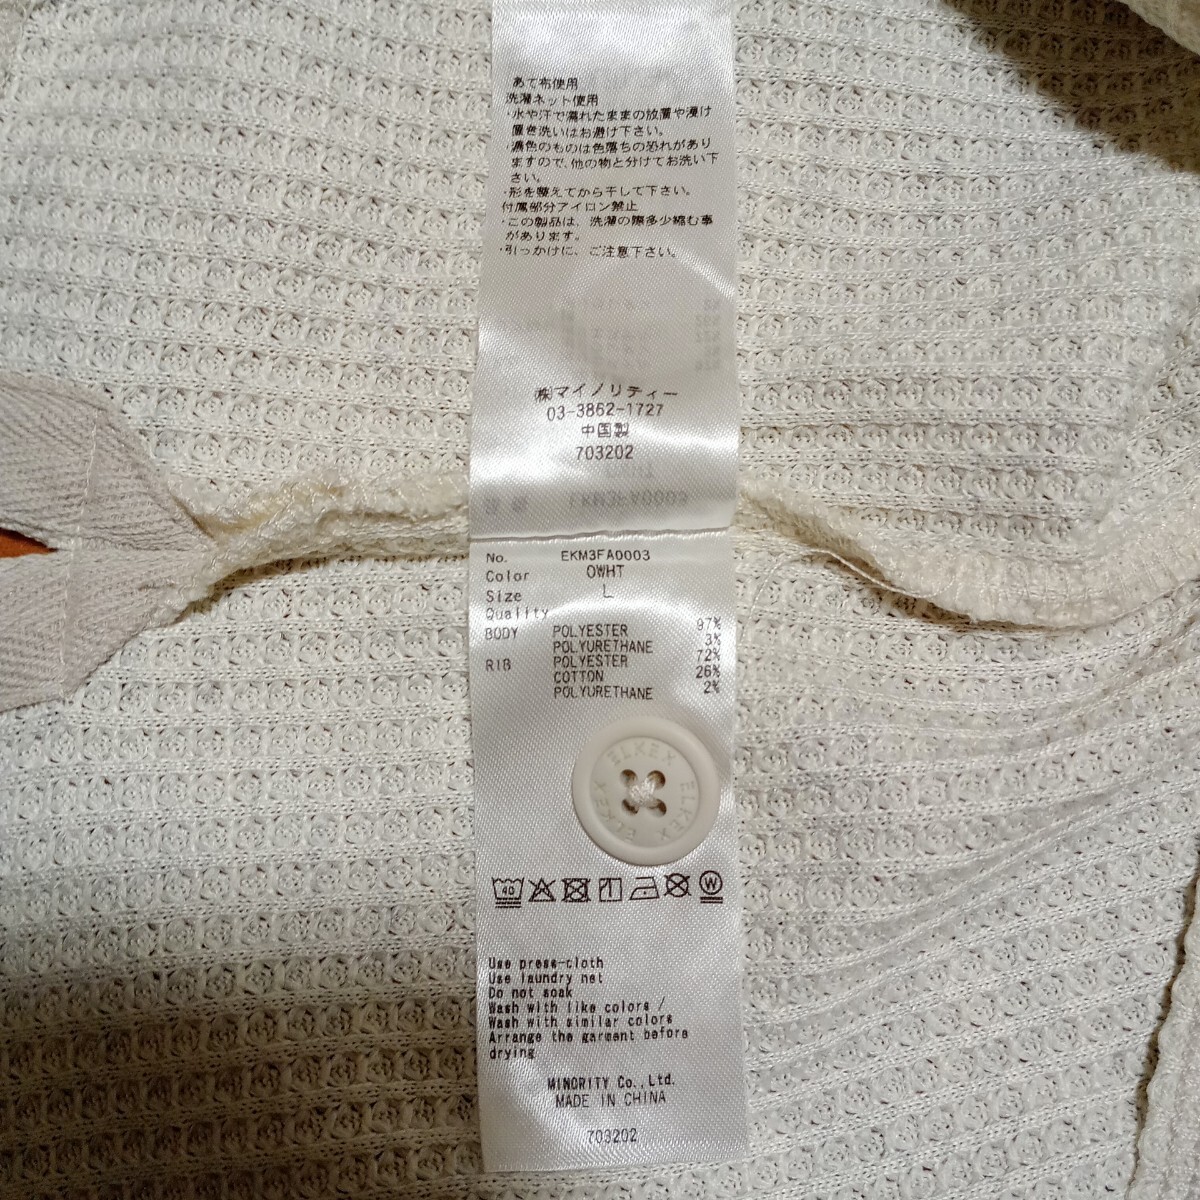 あて布使用
洗濯ネット使用
・水や汗で濡れたままの放置や浸け
置き洗いはお避け下さい。
・濃色のものは色落ちの恐れがあり
ますので、他の物と分けてお洗い下
さい。
・形を整えてから干して下さい。
付属部分アイロン禁止
・この製品は、洗濯の際多少縮む事
があります。
・引っかけに、ご注意下さい。
㈱マイノリティー
03-3862-1727
中国製
703202
No. EKM3FA0003
Color OWHT
Size L
Quality
BODY POLYESTER 97%
POLYURETHANE 3%
RIB POLYESTER 72%
COTTON 26%
POLYURETHANE 2%
ELKEX ELKEX ELKEX
40 W
Use press-cloth
Use laundry net
Do not soak
Wash with like colors /
Wash with similar colors
Arrange the garment before
drying
MINORITY Co., Ltd.
MADE IN CHINA
703202